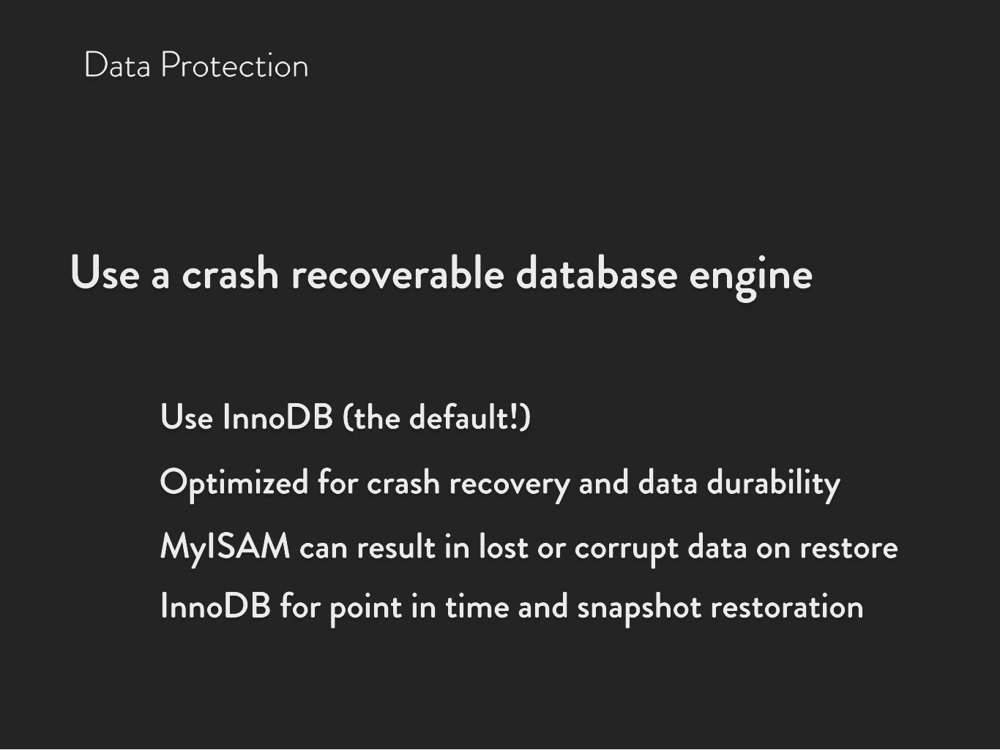 Data Protection
Use a crash recoverable database engine
Use InnoDB (the default!)
Optimized for crash recovery and data durability
MyISAM can result in lost or corrupt data on restore
InnoDB for point in time and snapshot restoration